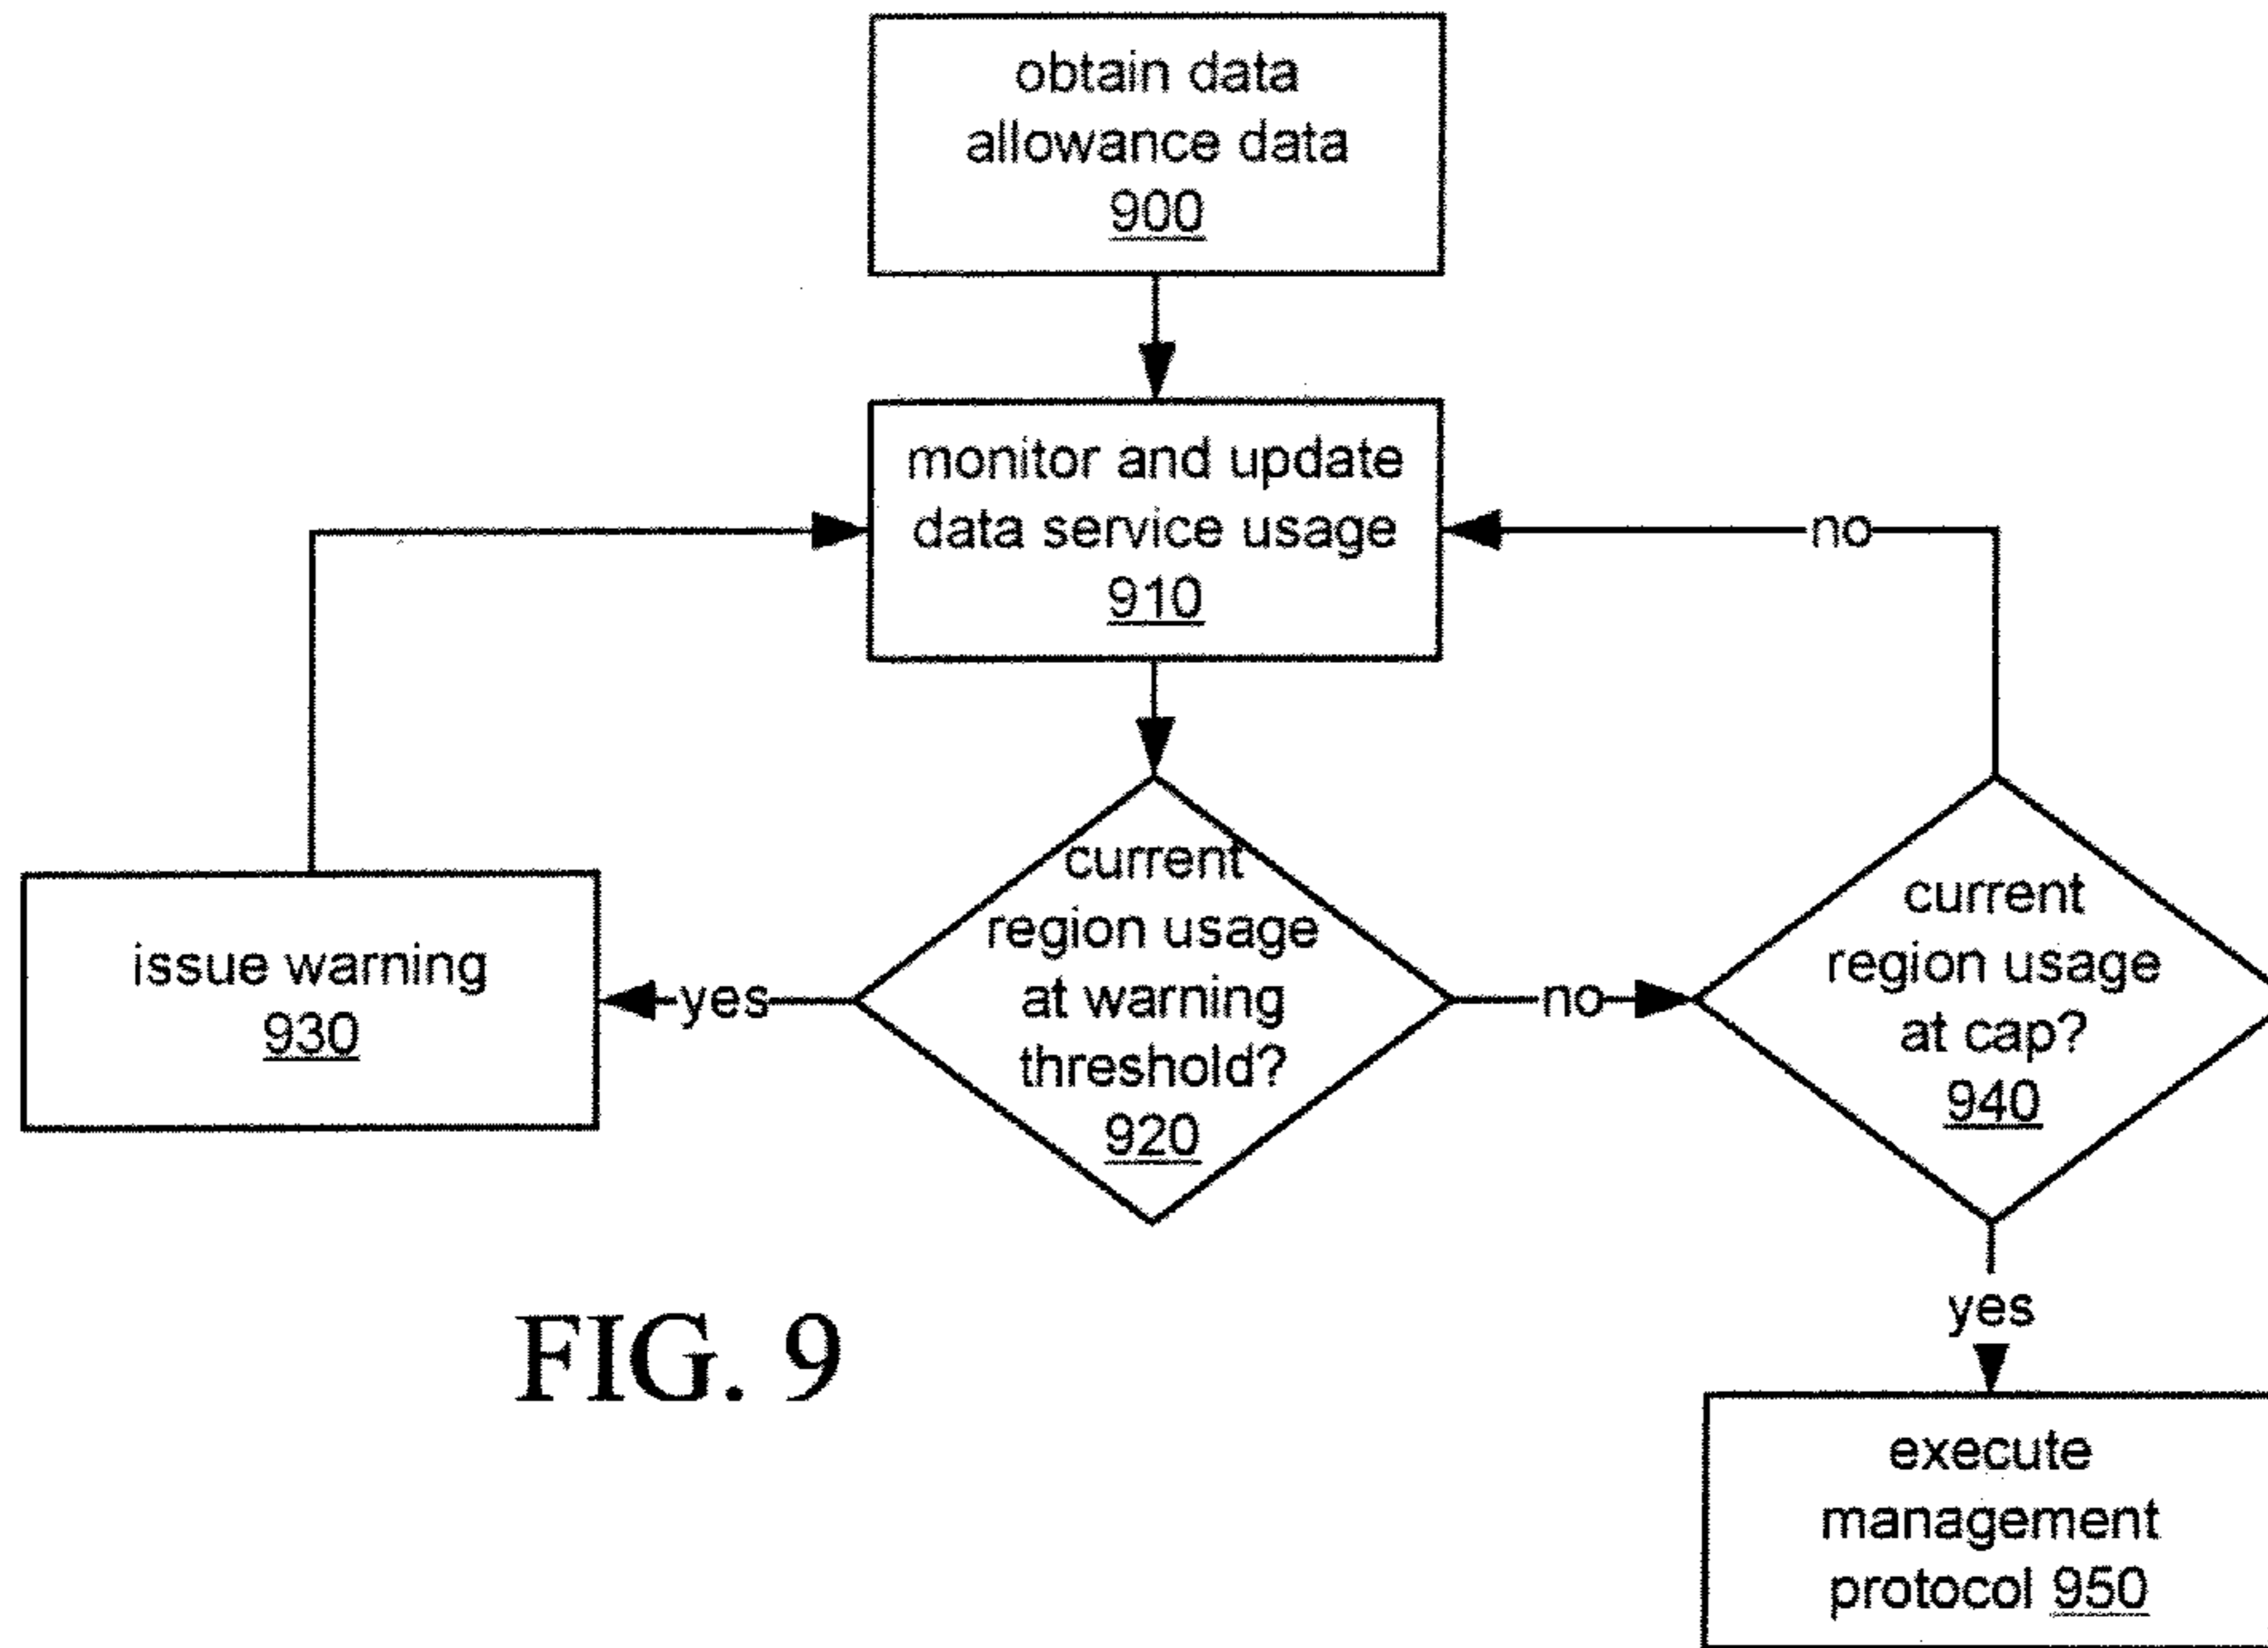 obtain data
allowance data
900
monitor and update
data service usage
910
no
current
region usage
at warning
threshold?
920
current
region usage
at cap?
940
issue warning
930
yes
no
yes
FIG. 9
execute
management
protocol 950